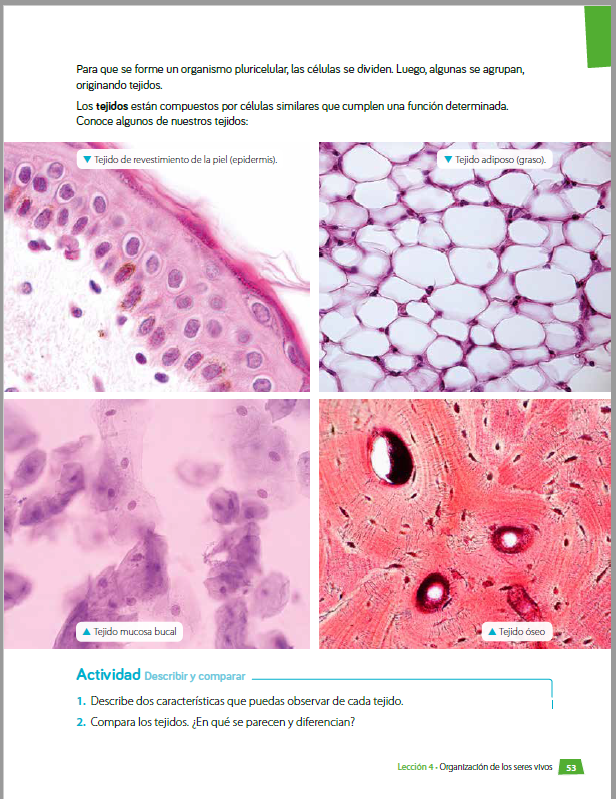 Para que se forme un organismo pluricelular, las células se dividen. Luego, algunas se agrupan,
originando tejidos.
Los tejidos están compuestos por células similares que cumplen una función determinada.
Conoce algunos de nuestros tejidos:
▼ Tejido de revestimiento de la piel (epidermis).
▼ Tejido adiposo (graso).
▲ Tejido mucosa bucal
▲ Tejido óseo
Actividad Describir y comparar
1. Describe dos características que puedas observar de cada tejido.
2. Compara los tejidos. ¿En qué se parecen y diferencian?
Lección 4 • Organización de los seres vivos 53